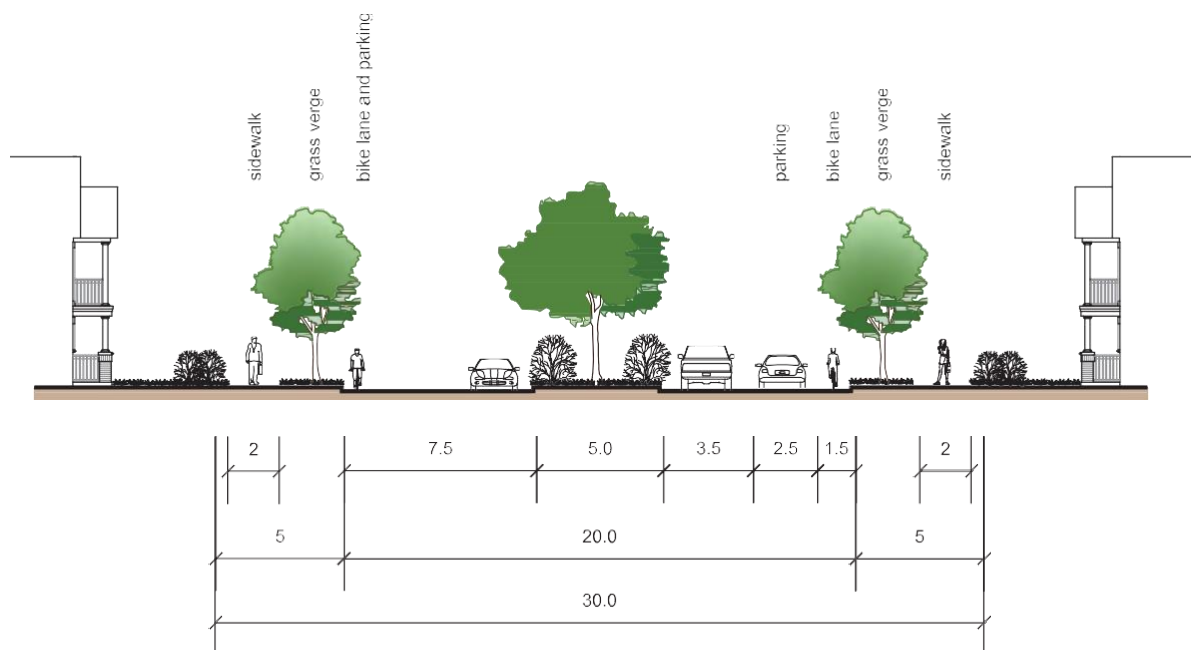 sidewalk
grass verge
bike lane and parking
parking
bike lane
grass verge
sidewalk
2
7.5
5.0
3.5
2.5
1.5
2
5
20.0
5
30.0